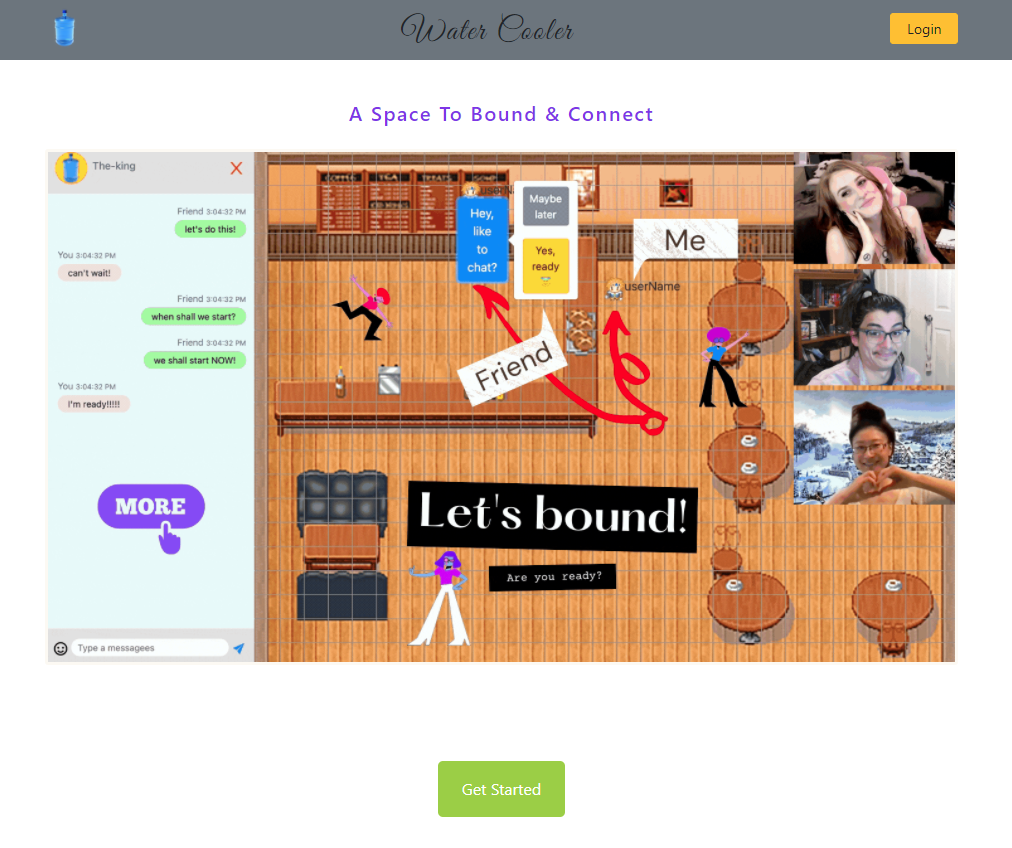 Water Cooler
Login
A Space To Bound & Connect
The-king
X
Friend 3:04:32 PM
let's do this!
You 3:04:32 PM
can't wait!
Friend 3:04:32 PM
when shall we start?
Friend 3:04:32 PM
we shall start NOW!
You 3:04:32 PM
i'm ready!!!!!
MORE
Type a messagees
COFFEE
TEA
TREATS
Hey,
like
to
chat?
Maybe
later
Yes,
ready
Me
userName
Friend
Let's bound!
Are you ready?
Get Started